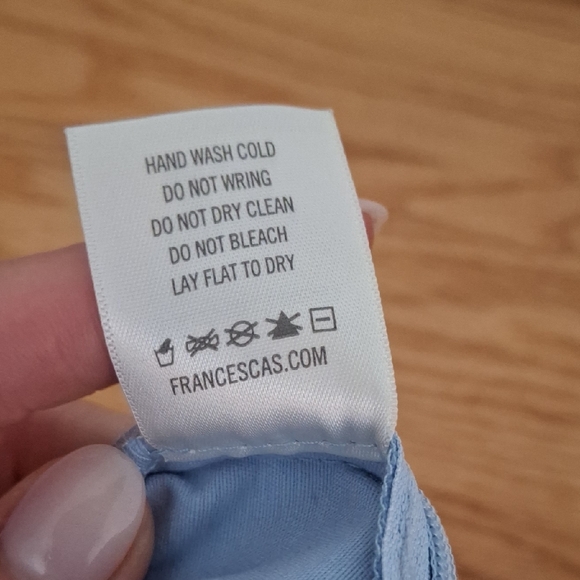 HAND WASH COLD
DO NOT WRING
DO NOT DRY CLEAN
DO NOT BLEACH
LAY FLAT TO DRY
FRANCESCAS.COM